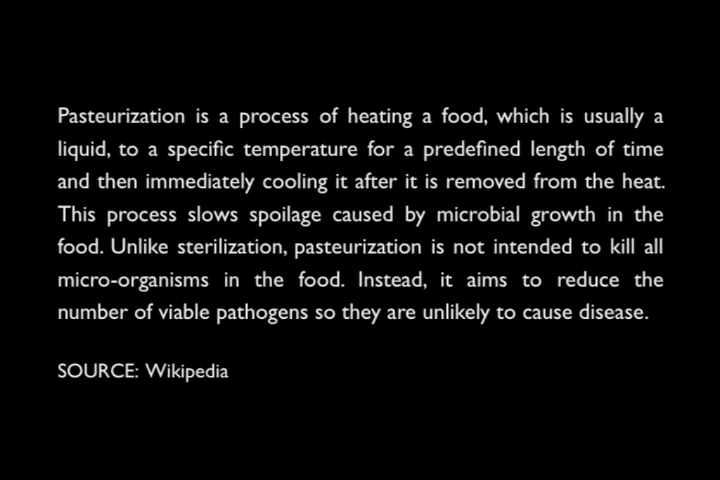 Pasteurization is a process of heating a food, which is usually a
liquid, to a specific temperature for a predefined length of time
and then immediately cooling it after it is removed from the heat.
This process slows spoilage caused by microbial growth in the
food. Unlike sterilization, pasteurization is not intended to kill all
micro-organisms in the food. Instead, it aims to reduce the
number of viable pathogens so they are unlikely to cause disease.
SOURCE: Wikipedia